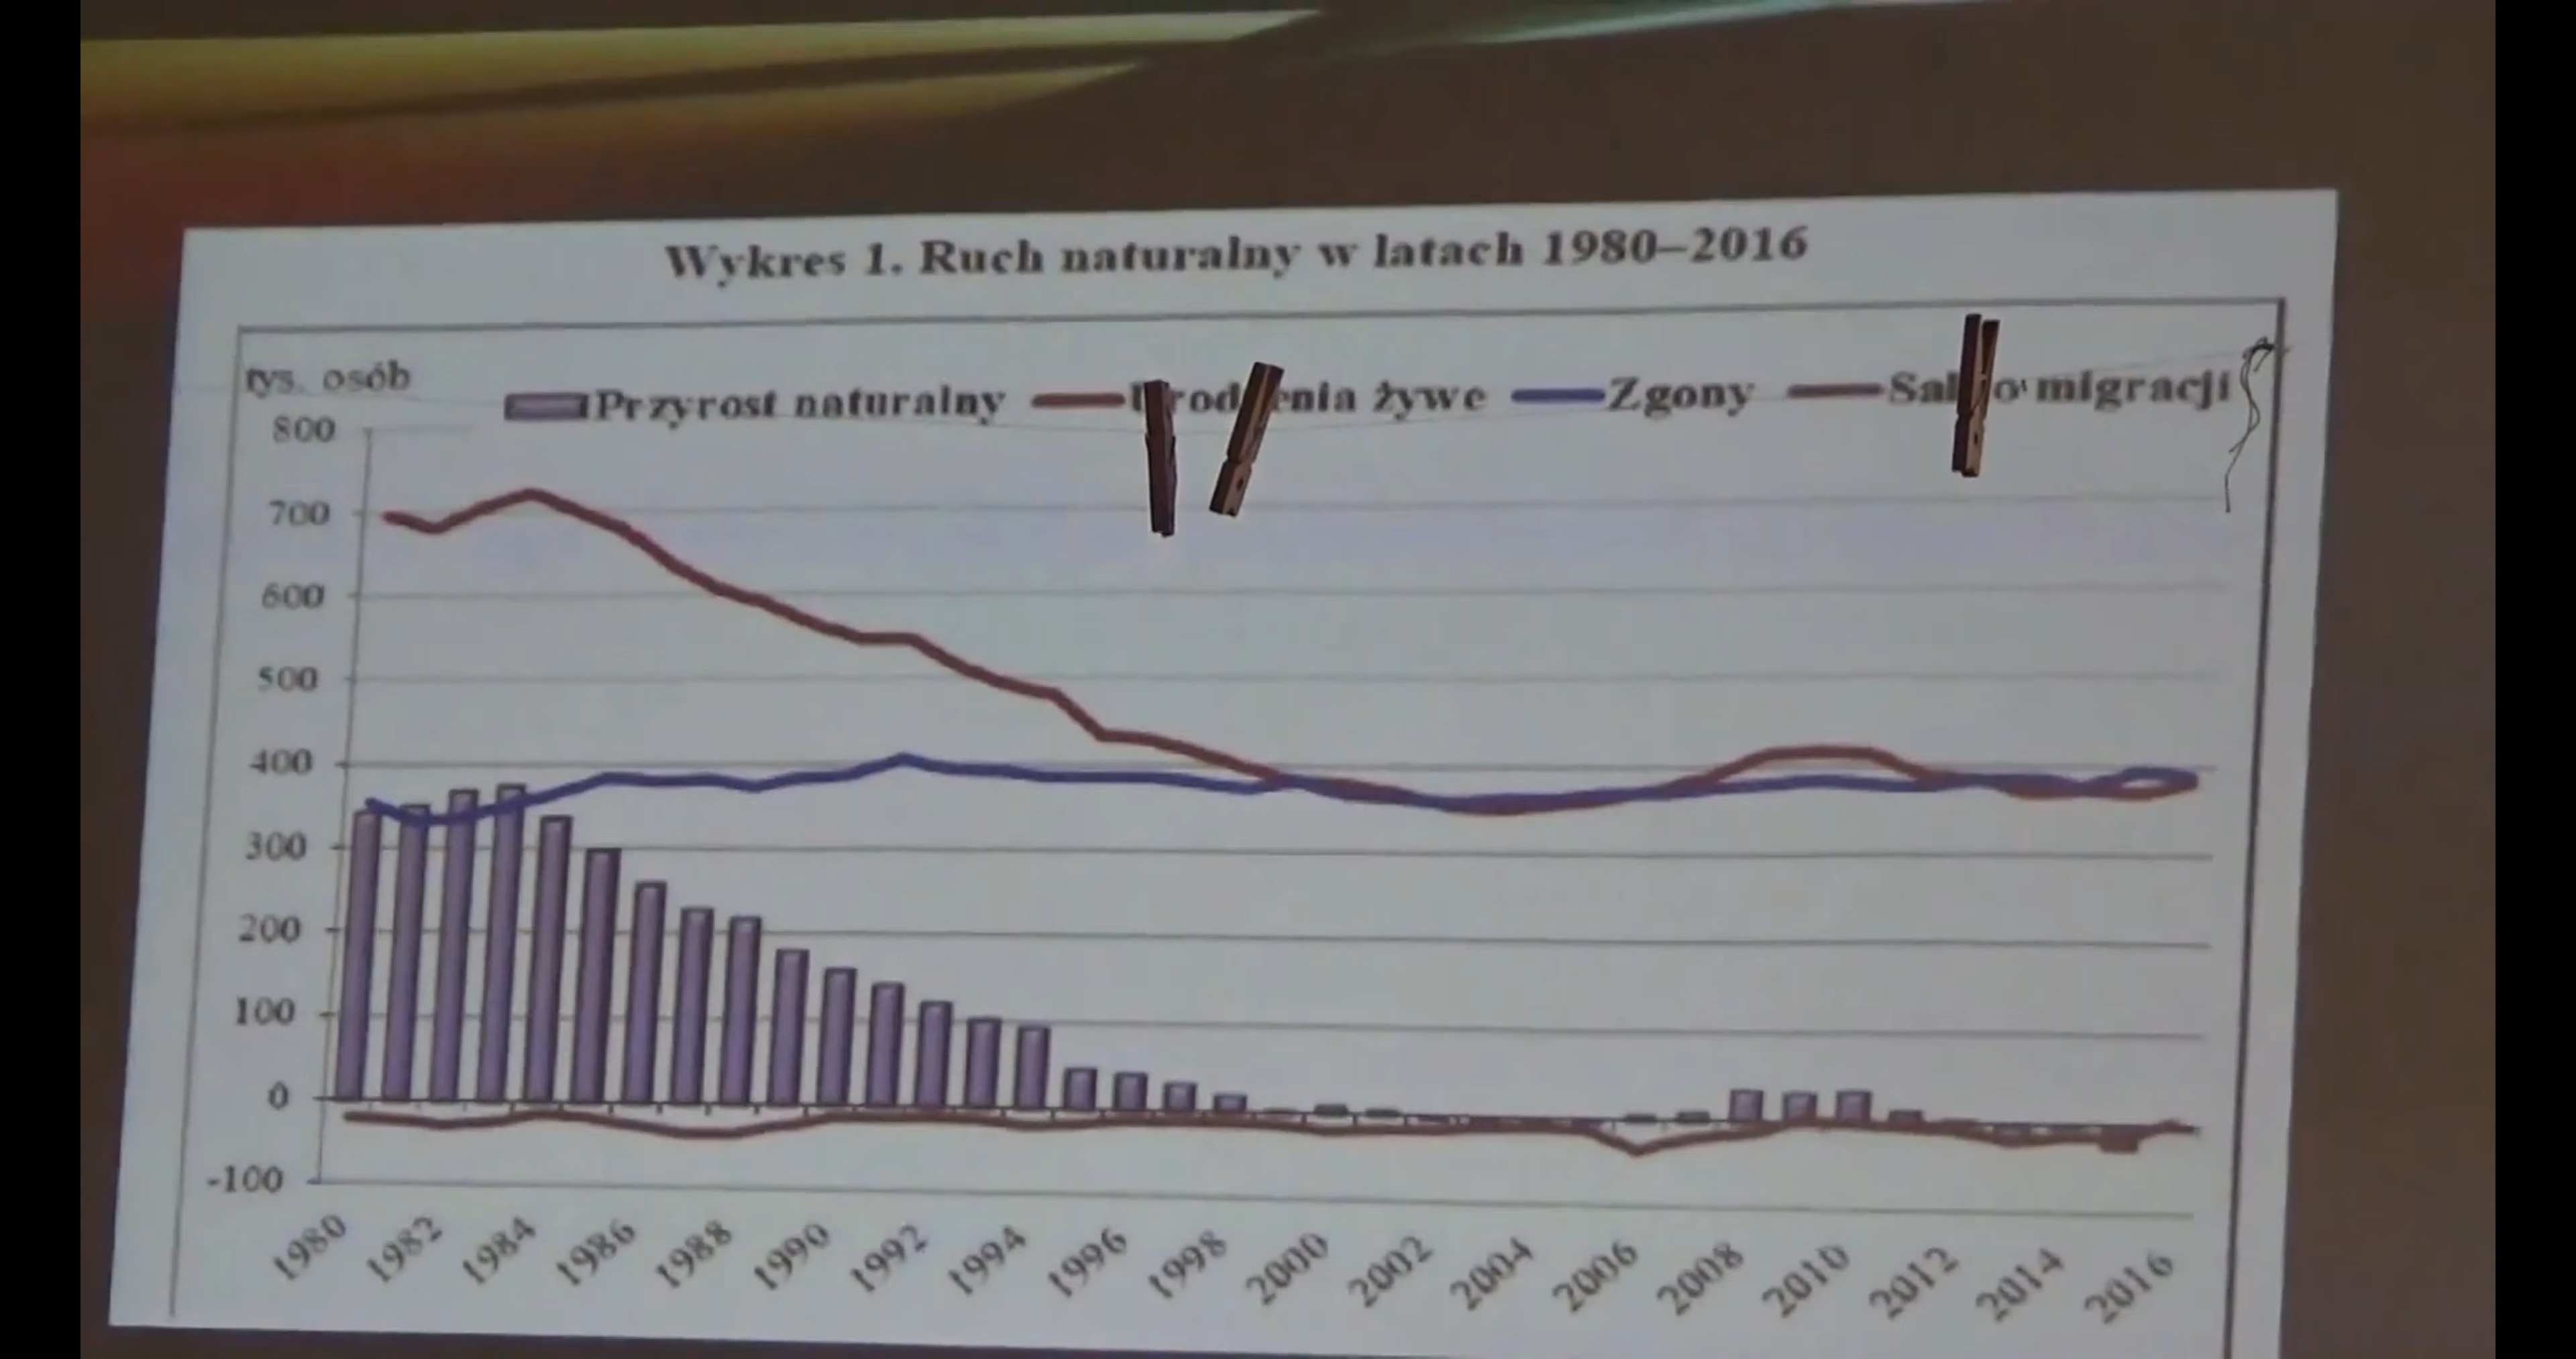 Wykres 1. Ruch naturalny w latach 1980–2016
tys. osób
Przyrost naturalny żywe Zgony migracji
800
700
600
500
400
300
200
100
0
-100
1980 1982 1984 1986 1988 1990 1992 1994 1996 1998 2000 2002 2004 2006 2008 2010 2012 2014 2016